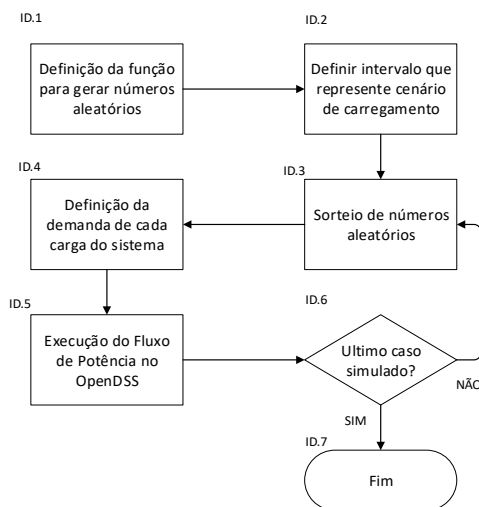 ID.1
Definição da função
para gerar números
aleatórios
ID.2
Definir intervalo que
represente cenário
de carregamento
ID.3
Sorteio de números
aleatórios
ID.4
Definição da
demanda de cada
carga do sistema
ID.5
Execução do Fluxo
de Potência no
OpenDSS
ID.6
Ultimo caso
simulado?
NÃO
SIM
ID.7
Fim